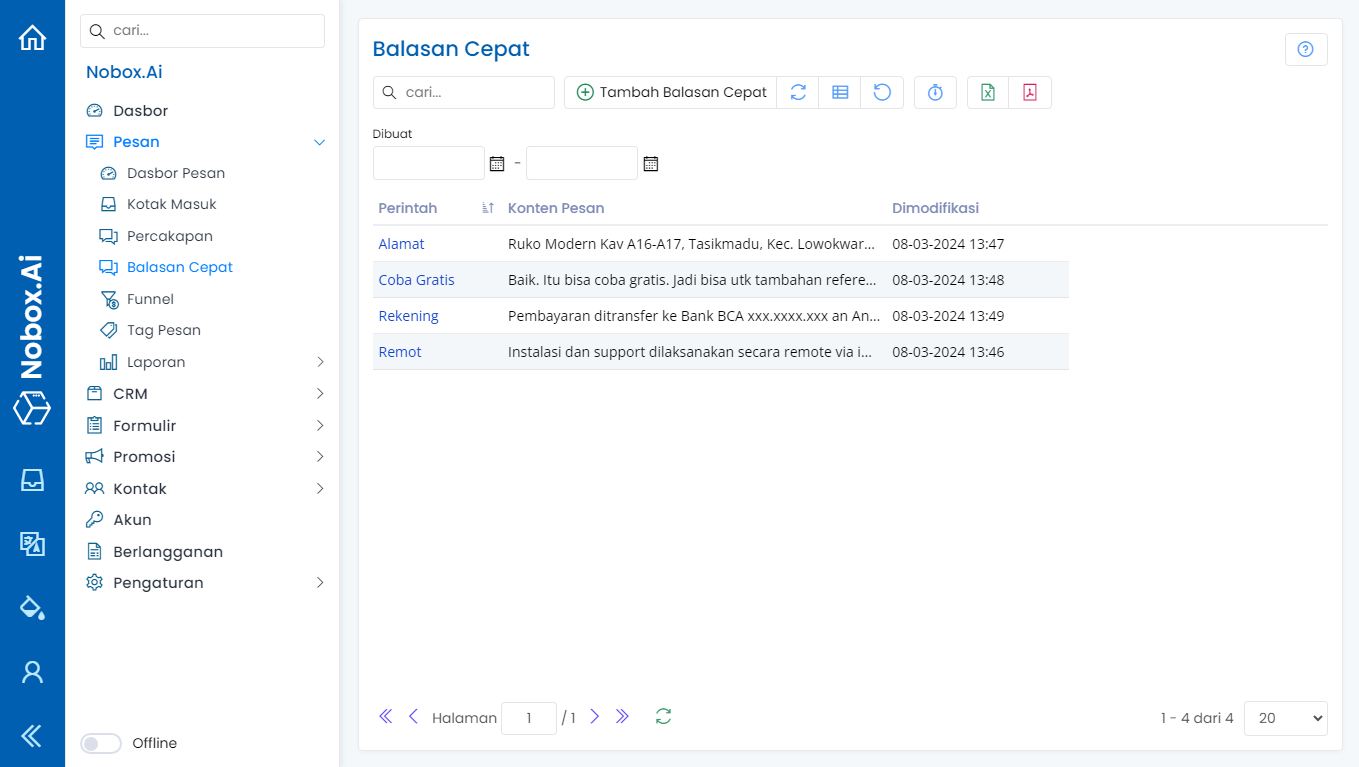 Nobox.Ai
cari...
Nobox.Ai
Dasbor
Pesan
Dasbor Pesan
Kotak Masuk
Percakapan
Balasan Cepat
Funnel
Tag Pesan
Laporan
CRM
Formulir
Promosi
Kontak
Akun
Berlangganan
Pengaturan
Offline
Balasan Cepat
cari... Tambah Balasan Cepat
Dibuat
-
Perintah Konten Pesan Dimodifikasi
Alamat Ruko Modern Kav A16-A17, Tasikmadu, Kec. Lowokwar... 08-03-2024 13:47
Coba Gratis Baik. Itu bisa coba gratis. Jadi bisa utk tambahan refere... 08-03-2024 13:48
Rekening Pembayaran ditransfer ke Bank BCA xxx.xxxx.xxx an An... 08-03-2024 13:49
Remot Instalasi dan support dilaksanakan secara remote via i... 08-03-2024 13:46
Halaman 1 / 1 1 - 4 dari 4 20